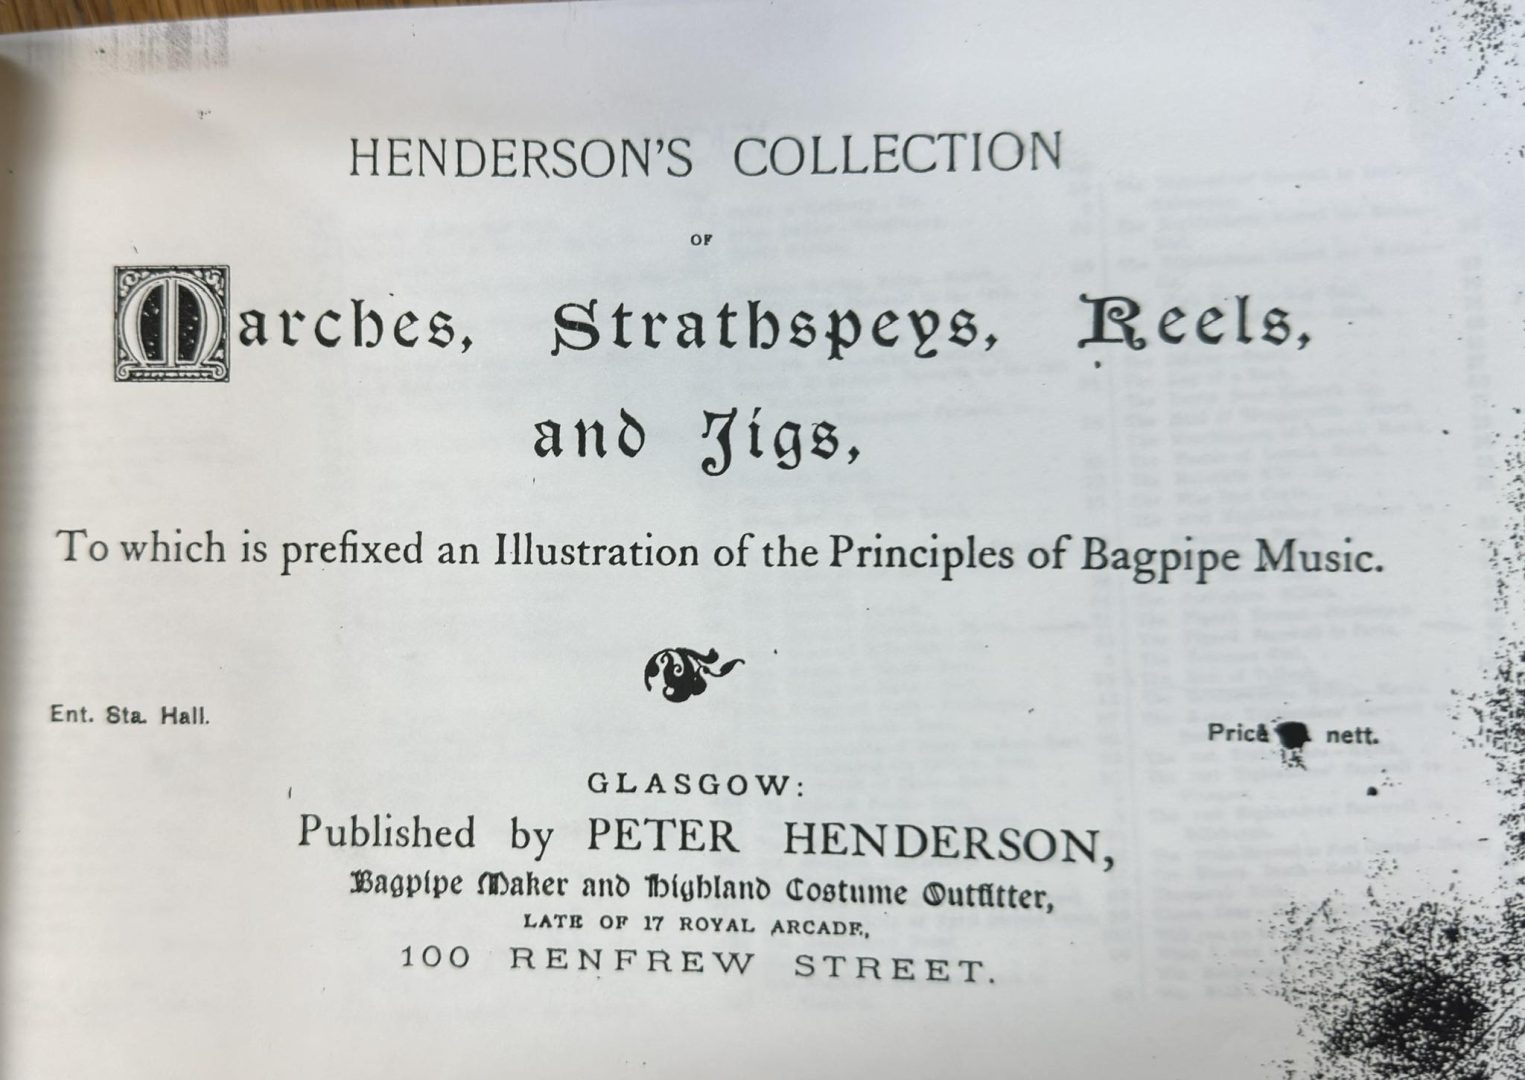 HENDERSON'S COLLECTION
OF
Marches, Strathspeys, Reels,
and Jigs,
To which is prefixed an Illustration of the Principles of Bagpipe Music.
Ent. Sta. Hall.
Price nett.
GLASGOW:
Published by PETER HENDERSON,
Bagpipe Maker and Highland Costume Outfitter,
LATE OF 17 ROYAL ARCADE,
100 RENFREW STREET.